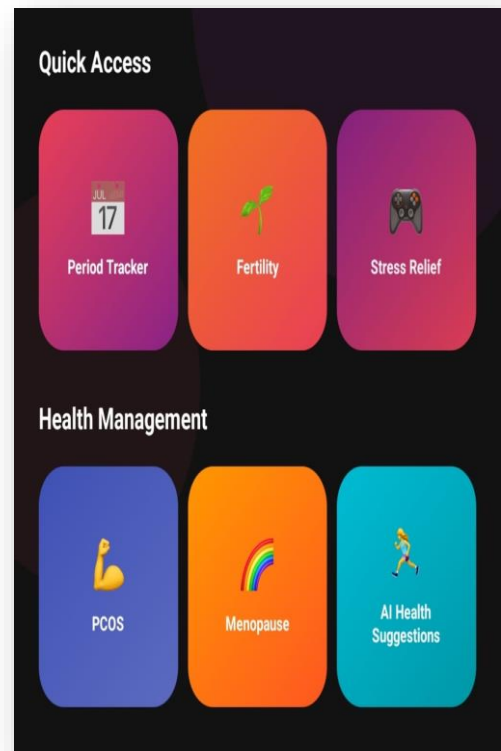 Quick Access
JUL
17
Period Tracker
Fertility
Stress Relief
Health Management
PCOS
Menopause
AI Health
Suggestions